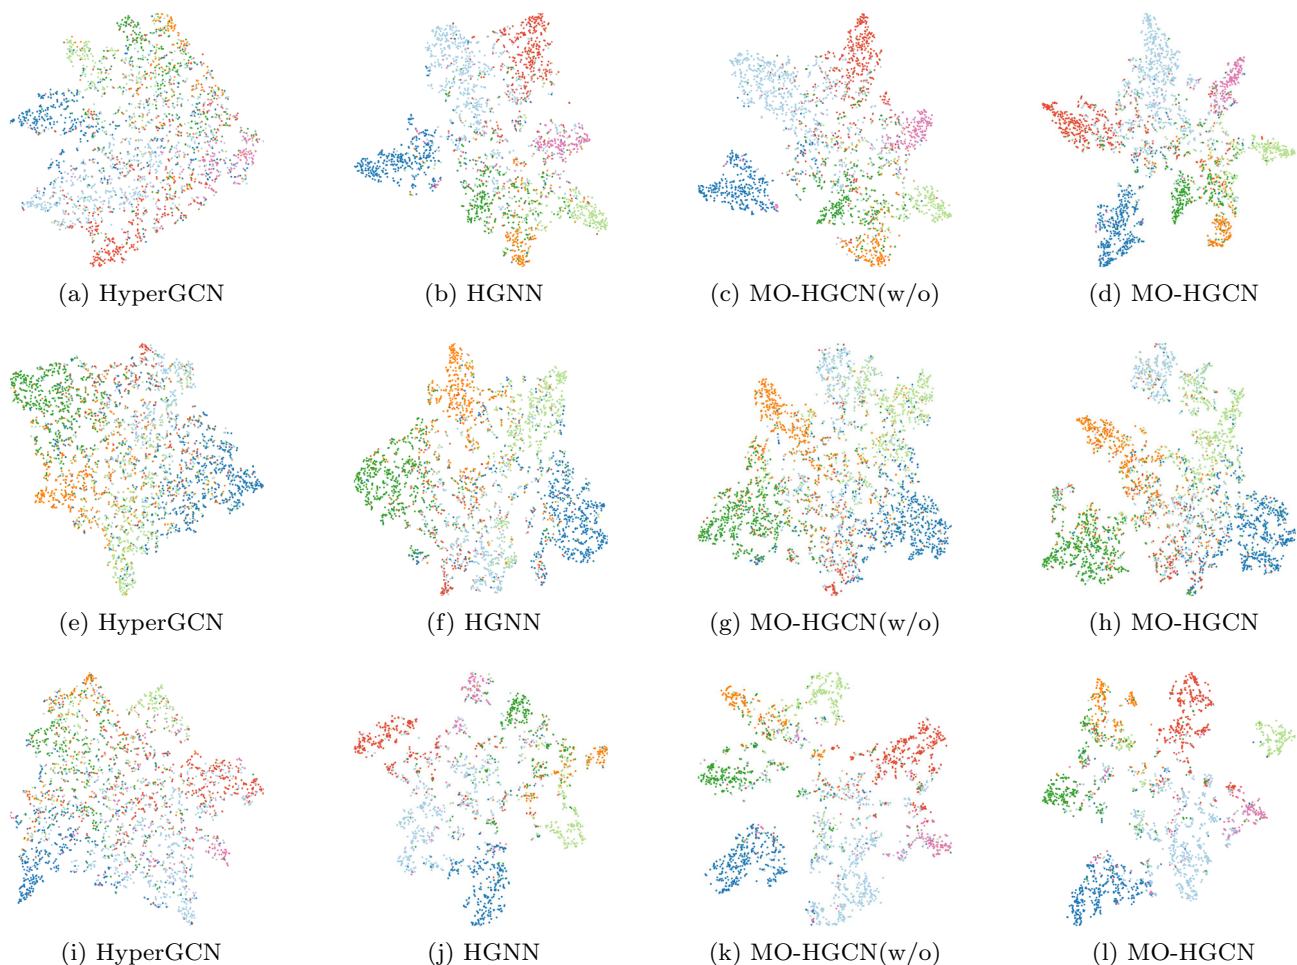 (a) HyperGCN
(b) HGNN
(c) MO-HGCN(w/o)
(d) MO-HGCN
(e) HyperGCN
(f) HGNN
(g) MO-HGCN(w/o)
(h) MO-HGCN
(i) HyperGCN
(j) HGNN
(k) MO-HGCN(w/o)
(l) MO-HGCN